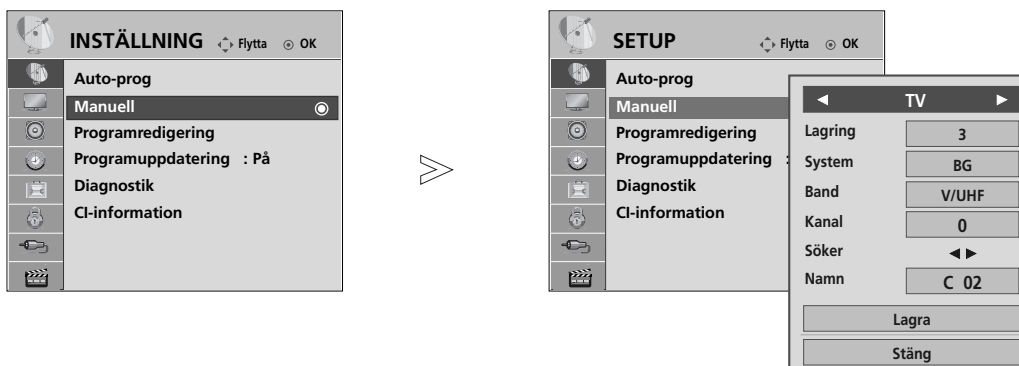 INSTÄLLNING Flytta OK
Auto-prog
Manuell
Programredigering
Programuppdatering : På
Diagnostik
CI-information
SETUP Flytta OK
Auto-prog
Manuell
Programredigering
Programuppdatering :
Diagnostik
CI-information
TV
Lagring 3
System BG
Band V/UHF
Kanal 0
Söker
Namn C 02
Lagra
Stäng